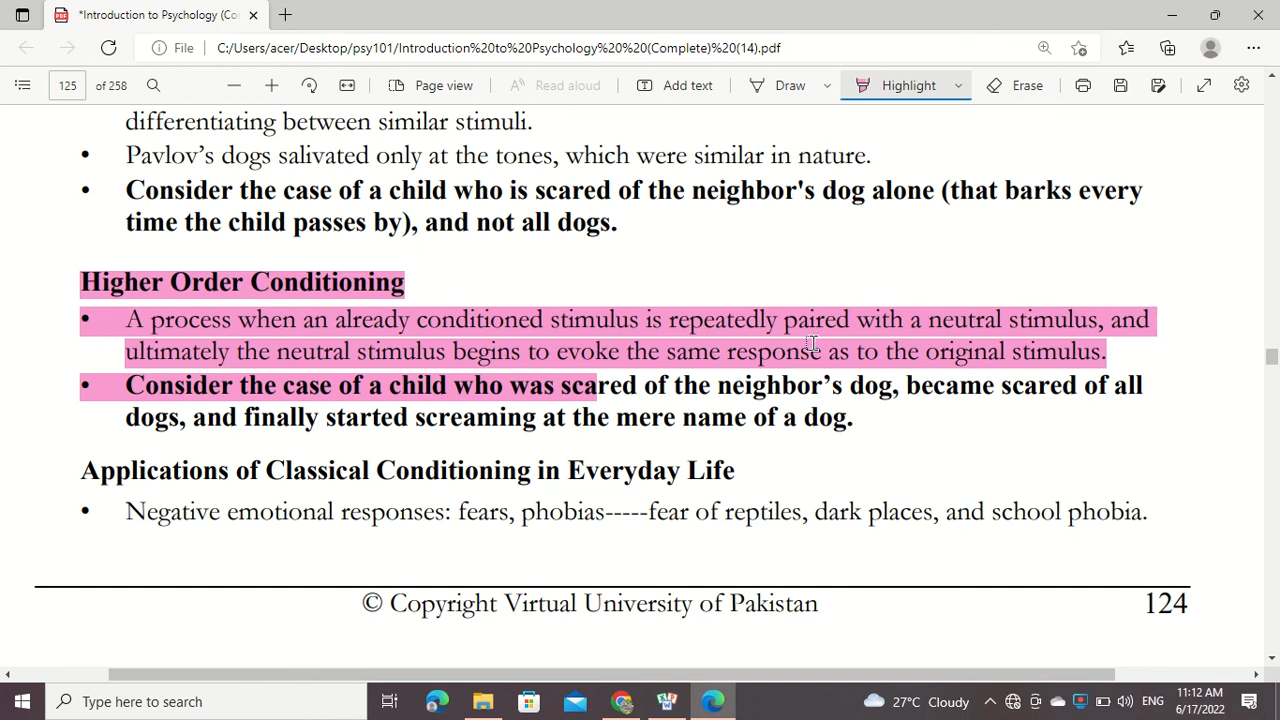 *Introduction to Psychology (Co
File C:/Users/acer/Desktop/psy101/Introduction%20to%20Psychology%20%20(Complete)%20(14).pdf
125 of 258 Page view Read aloud Add text Draw Highlight Erase
differentiating between similar stimuli.
• Pavlov’s dogs salivated only at the tones, which were similar in nature.
• Consider the case of a child who is scared of the neighbor's dog alone (that barks every
time the child passes by), and not all dogs.
Higher Order Conditioning
• A process when an already conditioned stimulus is repeatedly paired with a neutral stimulus, and
ultimately the neutral stimulus begins to evoke the same response as to the original stimulus.
• Consider the case of a child who was scared of the neighbor’s dog, became scared of all
dogs, and finally started screaming at the mere name of a dog.
Applications of Classical Conditioning in Everyday Life
• Negative emotional responses: fears, phobias-----fear of reptiles, dark places, and school phobia.
© Copyright Virtual University of Pakistan 124
Type here to search 27°C Cloudy ENG 11:12 AM
6/17/2022